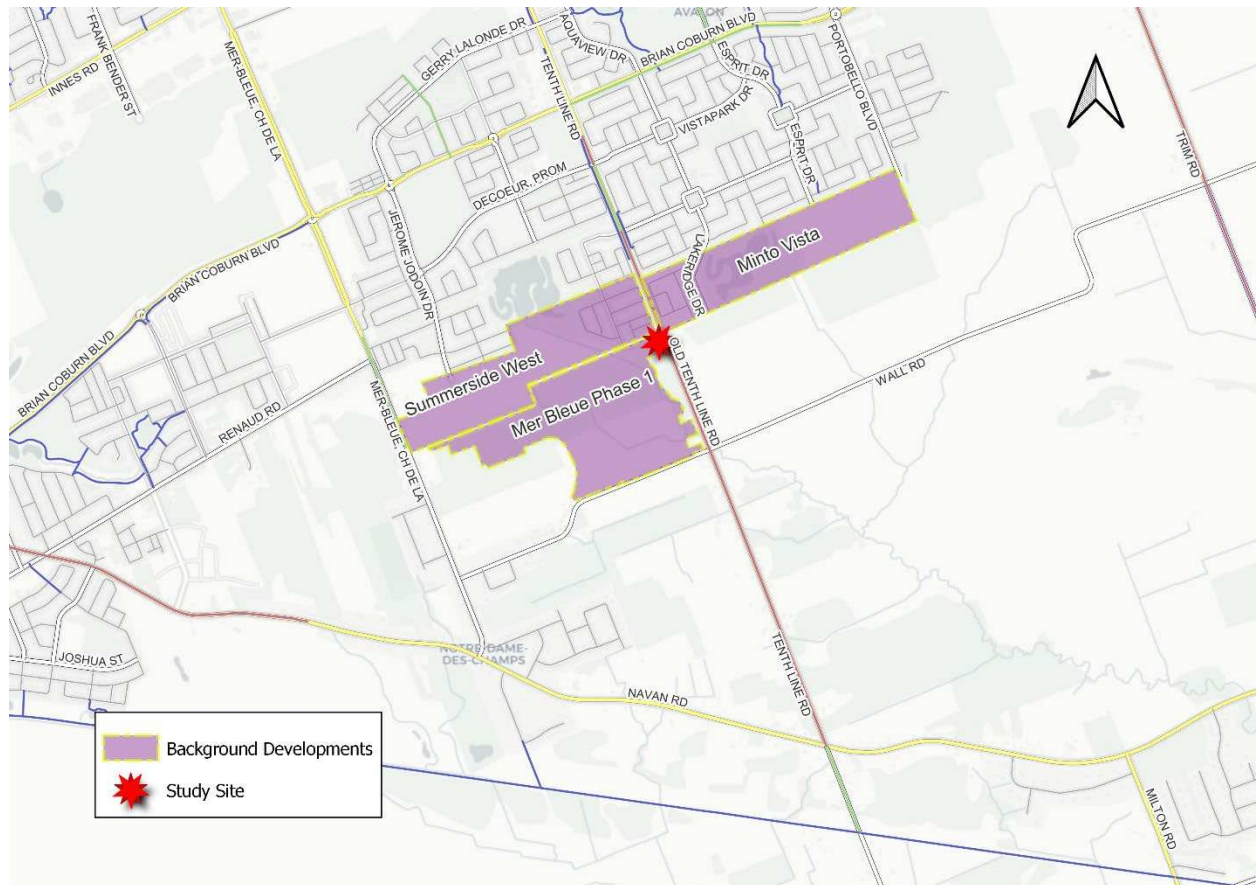 AVALON
FRANK BENDER ST
INNES RD
MER-BLEUE, CH DE LA
GERRY LALONDE DR
TENTH LINE RD
AQUAVIEW DR
BRIAN COBURN BLVD
ESPRIT DR
PORTOBELLO BLVD
VISTAPARK DR
ESPRIT DR
TRIM RD
DECOEUR, PROM
JEROME JODOIN DR
LAKERIDGE DR
BRIAN COBURN BLVD
Minto Vista
BRIAN COBURN BLVD
RENAUD RD
MER-BLEUE, CH DE LA
Summerside West
Mer Bleue Phase 1
OLD TENTH LINE RD
WALL RD
JOSHUA ST
NOTRE-DAME-
DES-CHAMPS
NAVAN RD
TENTH LINE RD
MILTON RD
Background Developments
Study Site